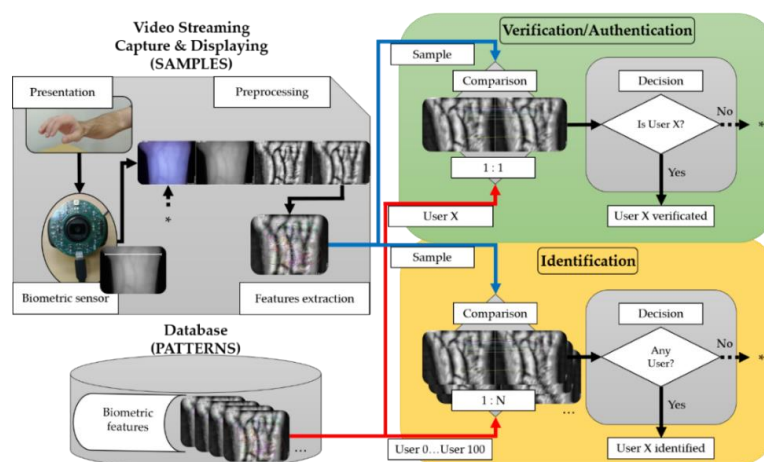 Video Streaming
Capture & Displaying
(SAMPLES)
Presentation
Preprocessing
*
Biometric sensor
Features extraction
Database
(PATTERNS)
Biometric
features
...
Verification/Authentication
Sample
Comparison
Decision
1 : 1
Is User X?
No
*
Yes
User X
User X verificated
Identification
Sample
Comparison
Decision
1 : N
...
Any
User?
No
*
Yes
User 0...User 100
User X identified